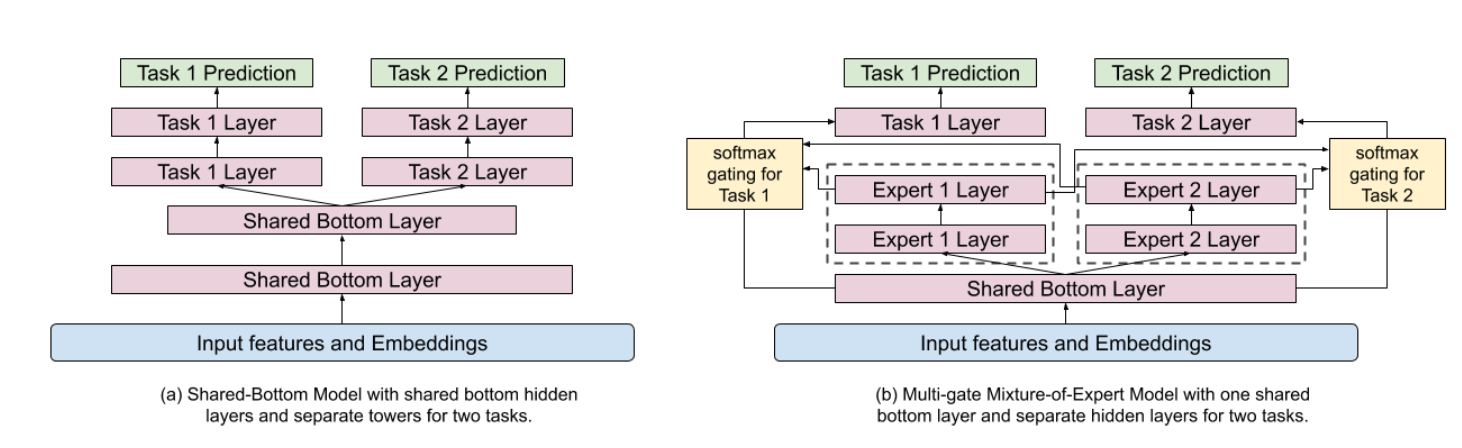 Task 1 Prediction
Task 2 Prediction
Task 1 Layer
Task 2 Layer
Task 1 Layer
Task 2 Layer
Shared Bottom Layer
Shared Bottom Layer
Input features and Embeddings
(a) Shared-Bottom Model with shared bottom hidden
layers and separate towers for two tasks.
Task 1 Prediction
Task 2 Prediction
Task 1 Layer
Task 2 Layer
softmax
gating for
Task 1
Expert 1 Layer
Expert 2 Layer
softmax
gating for
Task 2
Expert 1 Layer
Expert 2 Layer
Shared Bottom Layer
Input features and Embeddings
(b) Multi-gate Mixture-of-Expert Model with one shared
bottom layer and separate hidden layers for two tasks.